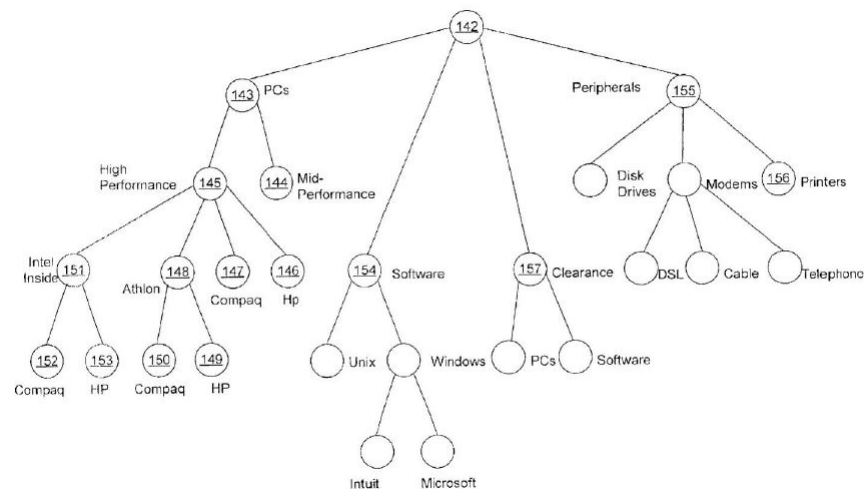 142
143 PCs
Peripherals 155
High
Performance 145
144 Mid-
Performance
Disk
Drives
Modems
156 Printers
Intel
Inside 151
148
Athlon
147
Compaq
146
Hp
154 Software
157 Clearance
DSL
Cable
Telephone
152
Compaq
153
HP
150
Compaq
149
HP
Unix
Windows
PCs
Software
Intuit
Microsoft